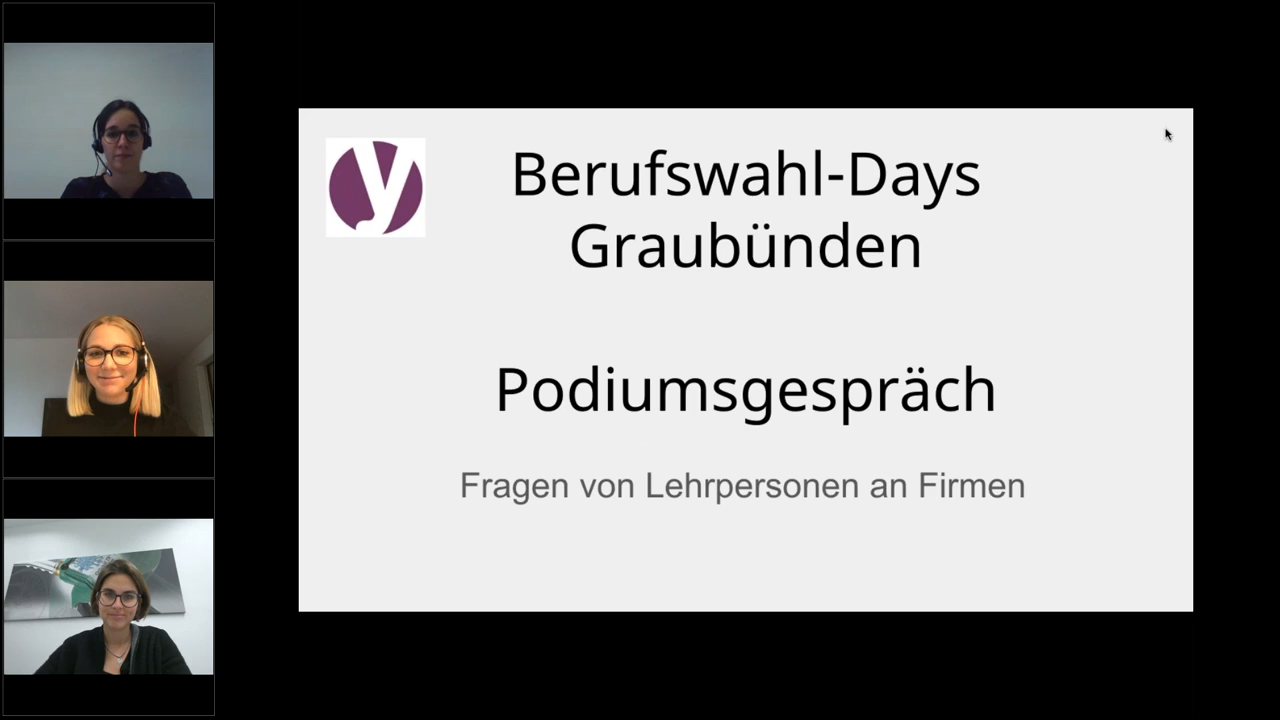 y
Berufswahl-Days
Graubünden
Podiumsgespräch
Fragen von Lehrpersonen an Firmen